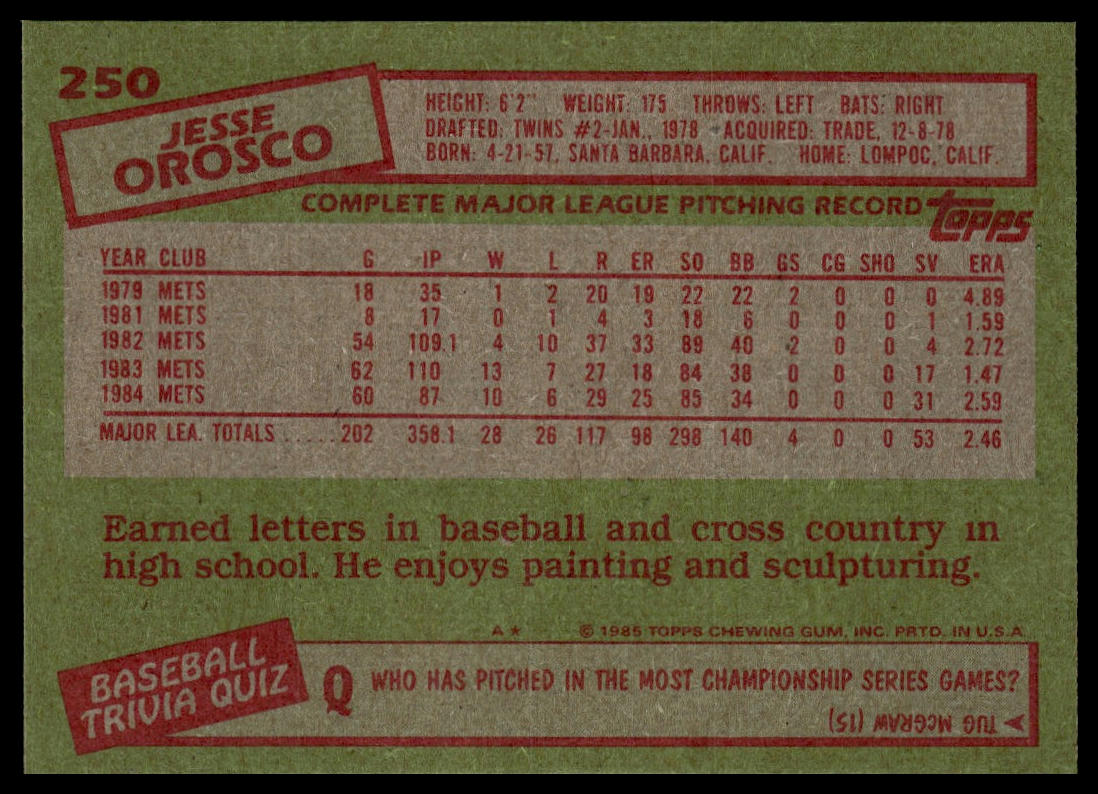 250
JESSE
OROSCO
HEIGHT: 6'2" WEIGHT: 175 THROWS: LEFT BATS: RIGHT
DRAFTED: TWINS #2-JAN., 1978 ACQUIRED: TRADE, 12-8-78
BORN: 4-21-57, SANTA BARBARA, CALIF. HOME: LOMPOC, CALIF.
COMPLETE MAJOR LEAGUE PITCHING RECORD topps
YEAR CLUB G IP W L R ER SO BB GS CG SHO SV ERA
1979 METS 18 35 1 2 20 19 22 22 2 0 0 0 4.89
1981 METS 8 17 0 1 4 3 18 6 0 0 0 1 1.59
1982 METS 54 109.1 4 10 37 33 89 40 2 0 0 4 2.72
1983 METS 62 110 13 7 27 18 84 38 0 0 0 17 1.47
1984 METS 60 87 10 6 29 25 85 34 0 0 0 31 2.59
MAJOR LEA. TOTALS .....202 358.1 28 26 117 98 298 140 4 0 0 53 2.46
Earned letters in baseball and cross country in
high school. He enjoys painting and sculpturing.
A★ © 1985 TOPPS CHEWING GUM, INC. PRTD. IN U.S.A.
BASEBALL
TRIVIA QUIZ
Q WHO HAS PITCHED IN THE MOST CHAMPIONSHIP SERIES GAMES?
TUG MCGRAW (15)